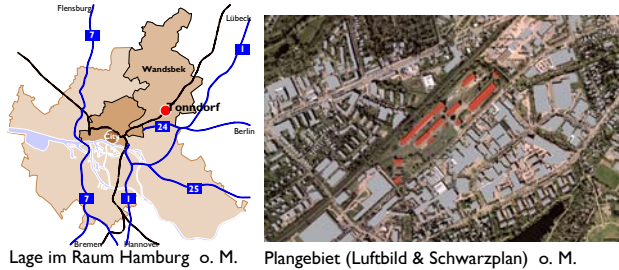 Flensburg
Lübeck
7
1
Wandsbek
Tonndorf
24
Berlin
25
7
1
Bremen
Hannover
Lage im Raum Hamburg o. M.
Plangebiet (Luftbild & Schwarzplan) o. M.